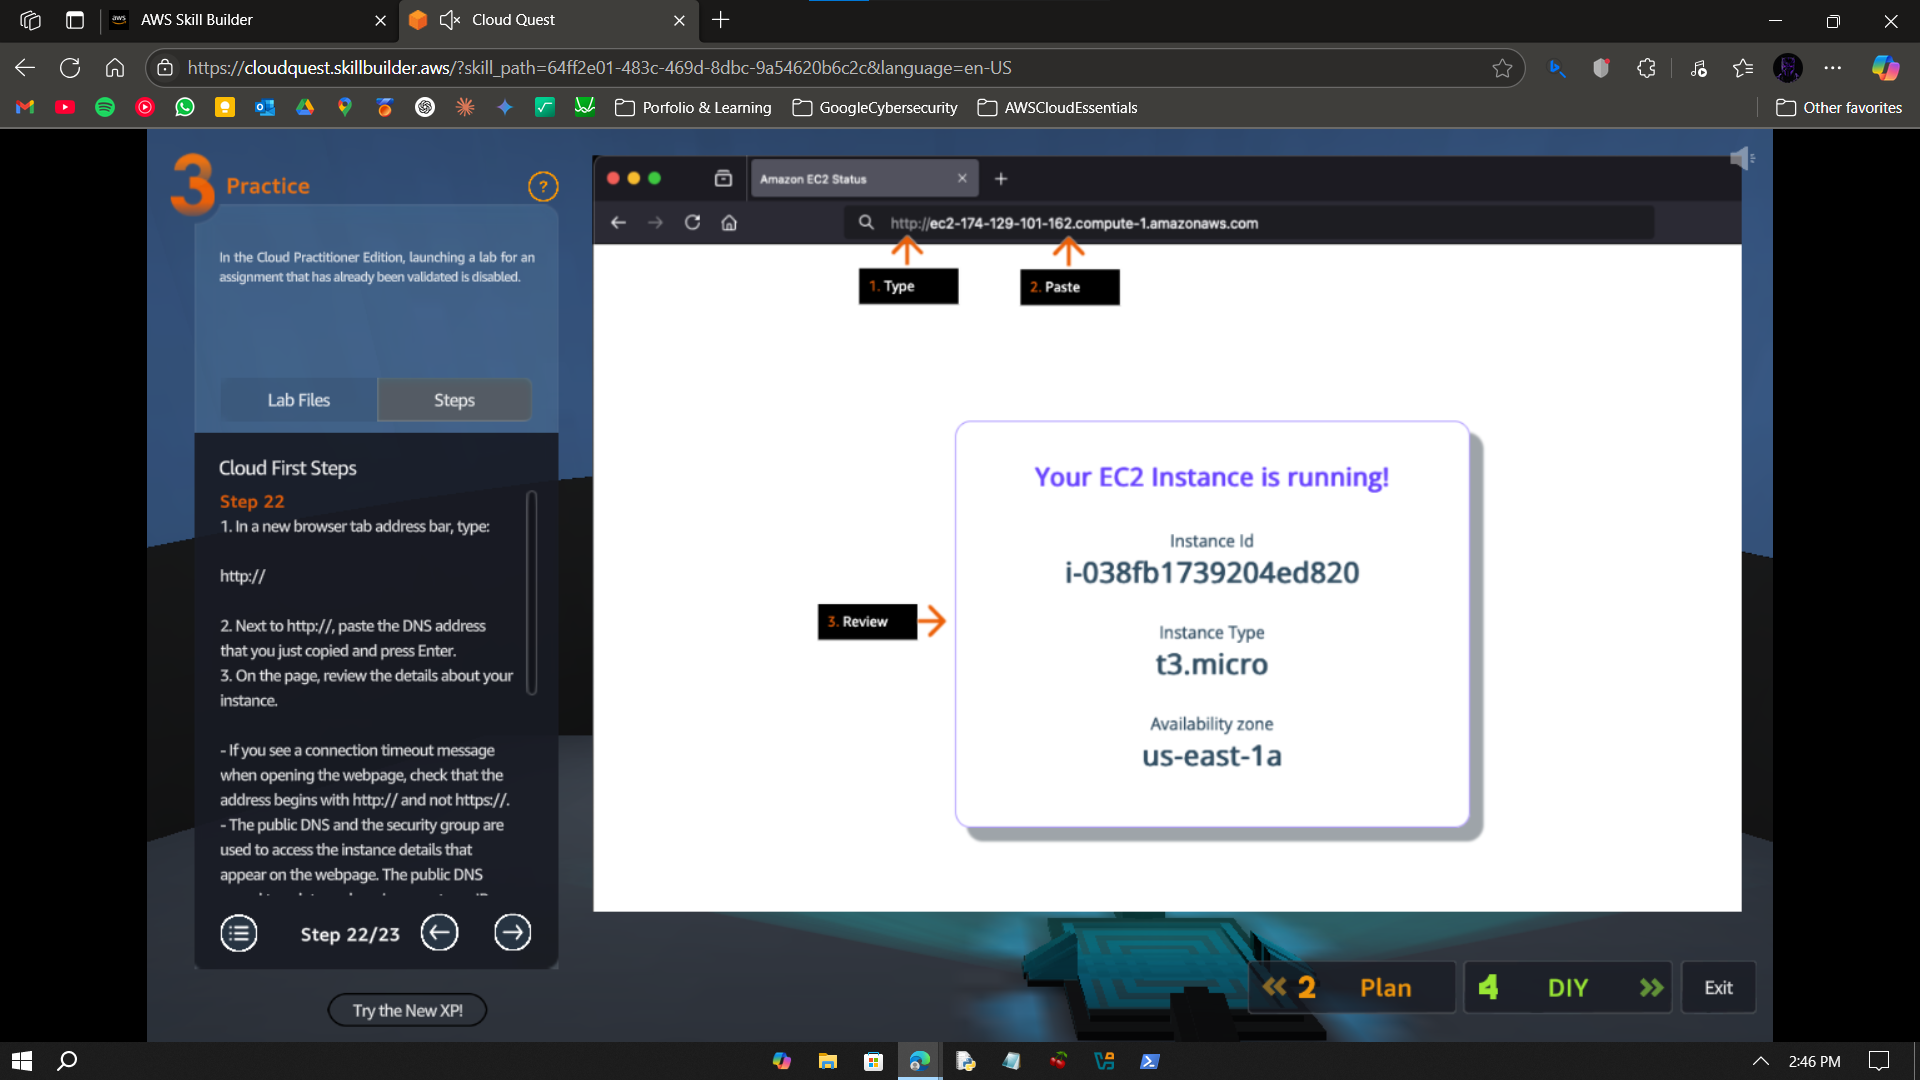 aws
AWS Skill Builder
Cloud Quest
https://cloudquest.skillbuilder.aws/?skill_path=64ff2e01-483c-469d-8dbc-9a54620b6c2c&language=en-US
Porfolio & Learning
GoogleCybersecurity
AWSCloudEssentials
Other favorites
3 Practice
?
In the Cloud Practitioner Edition, launching a lab for an
assignment that has already been validated is disabled.
Lab Files
Steps
Cloud First Steps
Step 22
1. In a new browser tab address bar, type:
http://
2. Next to http://, paste the DNS address
that you just copied and press Enter.
3. On the page, review the details about your
instance.
- If you see a connection timeout message
when opening the webpage, check that the
address begins with http:// and not https://.
- The public DNS and the security group are
used to access the instance details that
appear on the webpage. The public DNS
Step 22/23
Try the New XP!
Amazon EC2 Status
http://ec2-174-129-101-162.compute-1.amazonaws.com
1. Type
2. Paste
Your EC2 Instance is running!
Instance Id
i-038fb1739204ed820
3. Review
Instance Type
t3.micro
Availability zone
us-east-1a
2 Plan
4 DIY
Exit
2:46 PM